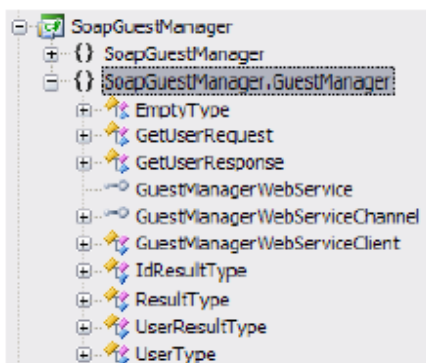 SoapGuestManager
{} SoapGuestManager
{} SoapGuestManager.GuestManager
EmptyType
GetUserRequest
GetUserResponse
GuestManagerWebService
GuestManagerWebServiceChannel
GuestManagerWebServiceClient
IdResultType
ResultType
UserResultType
UserType